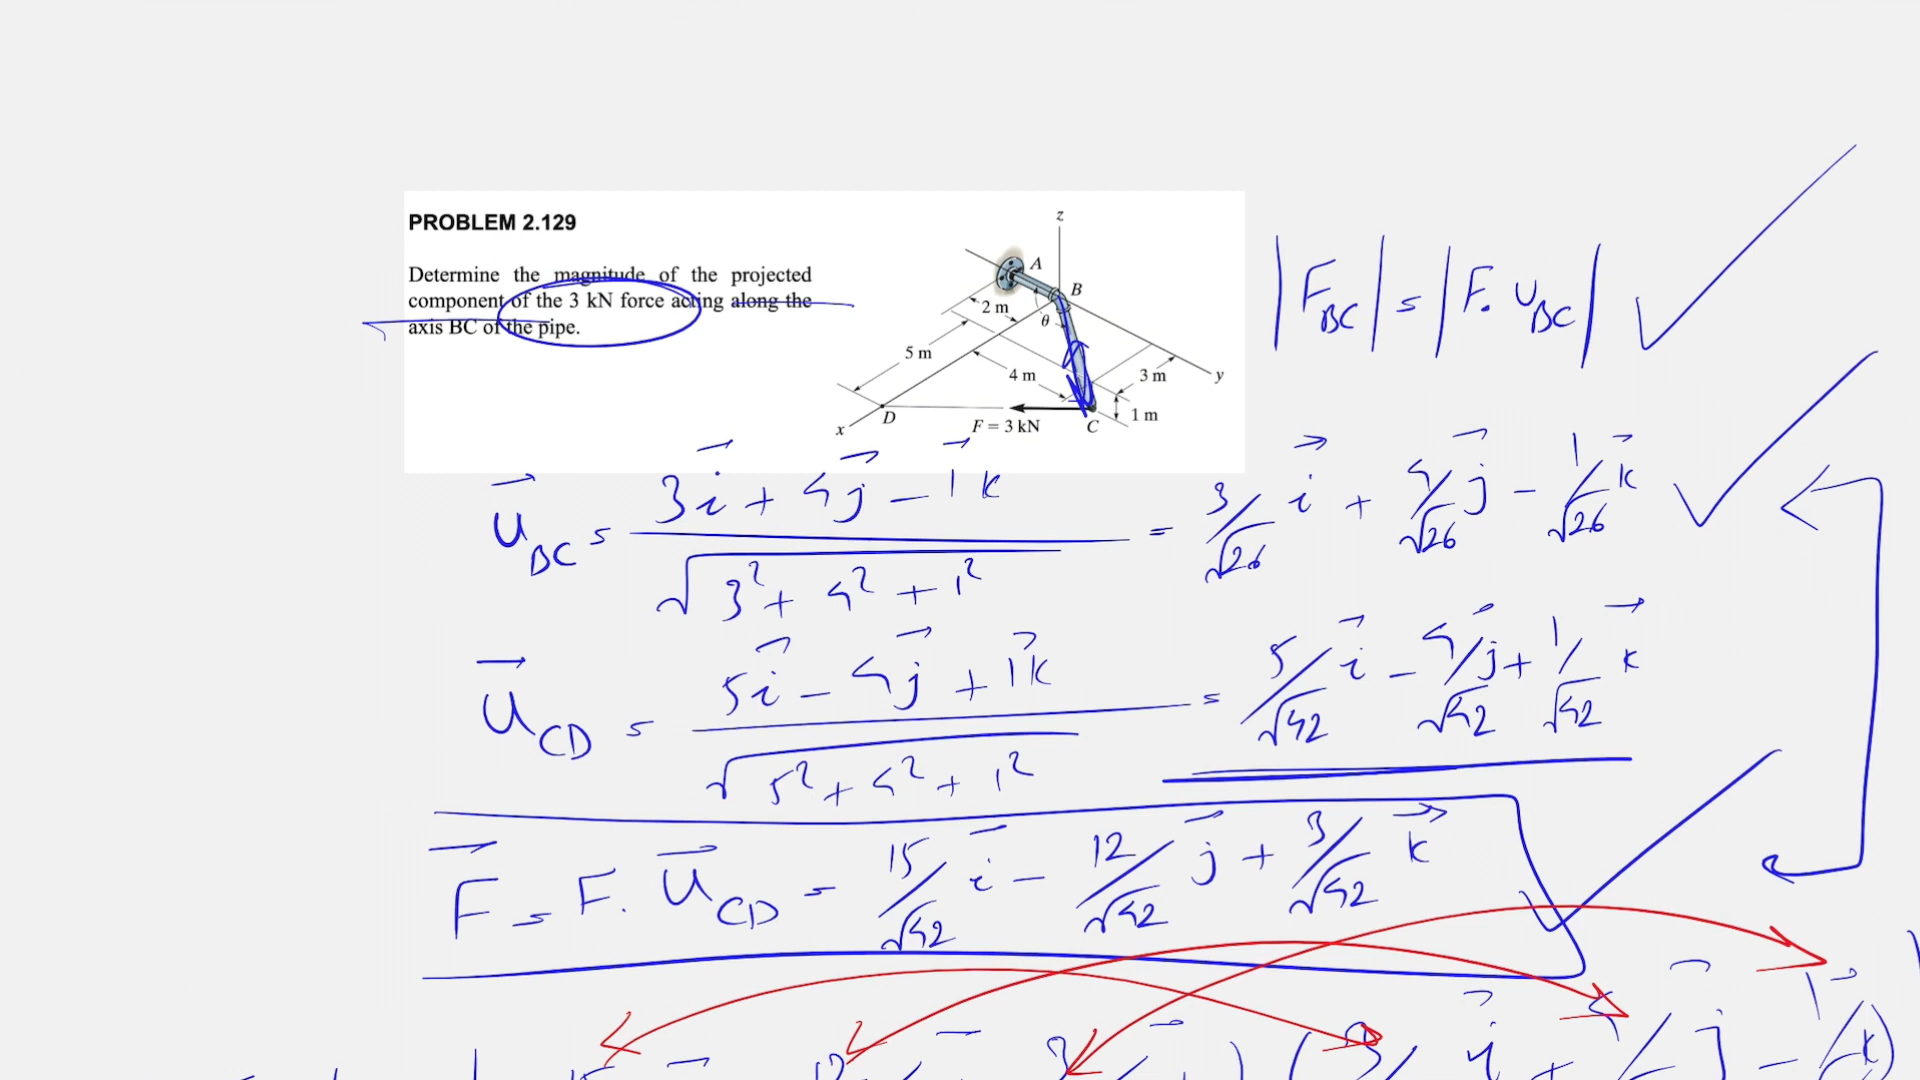 PROBLEM 2.129
Determine the magnitude of the projected
component of the 3 kN force acting along the
axis BC of the pipe.
z
A
B
2 m
θ
5 m
4 m
3 m
y
1 m
D
x
F = 3 kN
C
|F_BC| = |F. u_BC|
u_BC = (3i + 4j − 1k) / √(3² + 4² + 1²) = 3/√26 i + 4/√26 j − 1/√26 k
u_CD = (5i − 4j + 1k) / √(5² + 4² + 1²) = 5/√42 i − 4/√42 j + 1/√42 k
F = F. u_CD = 15/√42 i − 12/√42 j + 3/√42 k